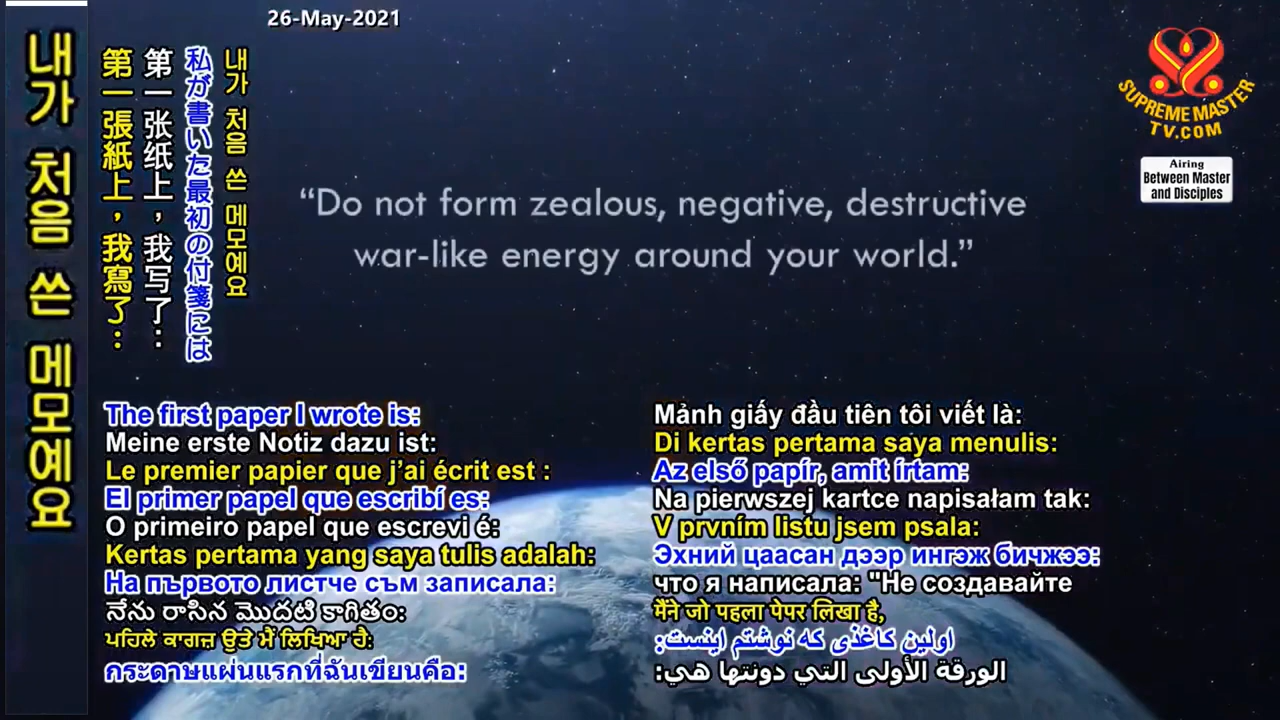 26-May-2021
내가 처음 쓴 메모예요
第一張紙上，我寫了…
第一张纸上，我写了…
私が書いた最初の付箋には
내가 처음 쓴 메모예요
SUPREME MASTER
TV.COM
Airing
Between Master
and Disciples
“Do not form zealous, negative, destructive
war-like energy around your world.”
The first paper I wrote is:
Meine erste Notiz dazu ist:
Le premier papier que j’ai écrit est :
El primer papel que escribí es:
O primeiro papel que escrevi é:
Kertas pertama yang saya tulis adalah:
На първото листче съм записала:
నేను రాసిన మొదటి కాగితం:
ਪਹਿਲੇ ਕਾਗਜ਼ ਉਤੇ ਮੈਂ ਲਿਖਿਆ ਹੈ:
กระดาษแผ่นแรกที่ฉันเขียนคือ:
Mảnh giấy đầu tiên tôi viết là:
Di kertas pertama saya menulis:
Az első papír, amit írtam:
Na pierwszej kartce napisałam tak:
V prvním listu jsem psala:
Эхний цаасан дээр ингэж бичжээ:
что я написала: "Не создавайте
मैंने जो पहला पेपर लिखा है,
اولین کاغذی که نوشتم اینست:
الورقة الأولى التي دونتها هي: